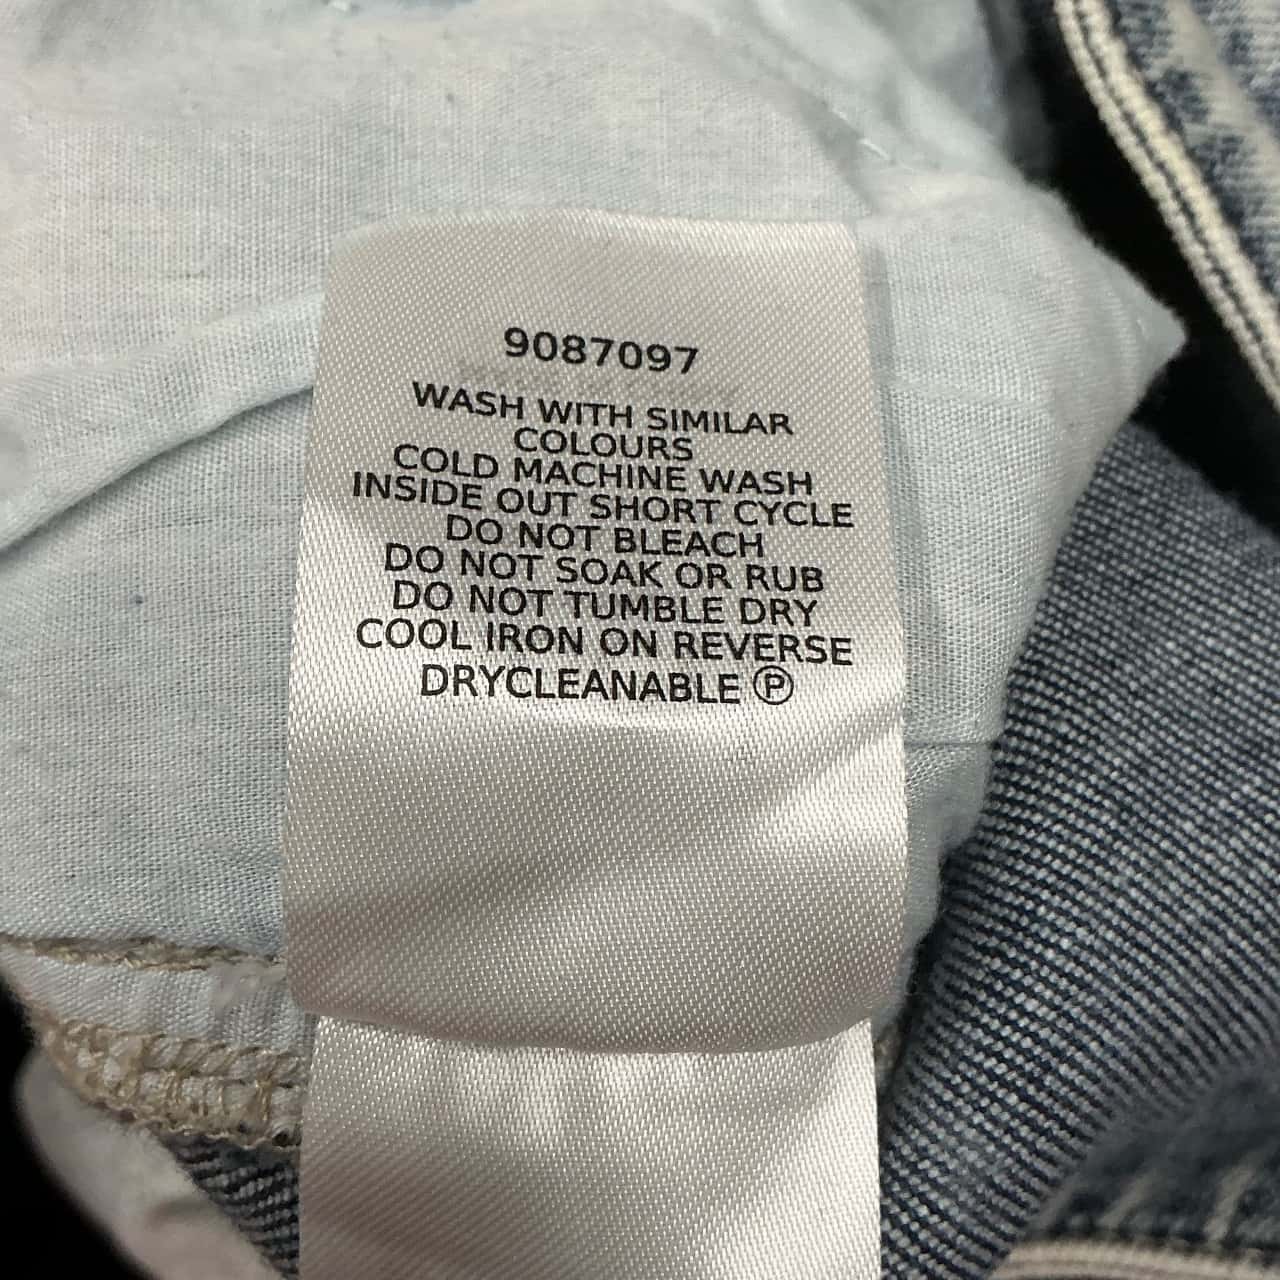 9087097
WASH WITH SIMILAR
COLOURS
COLD MACHINE WASH
INSIDE OUT SHORT CYCLE
DO NOT BLEACH
DO NOT SOAK OR RUB
DO NOT TUMBLE DRY
COOL IRON ON REVERSE
DRYCLEANABLE Ⓟ